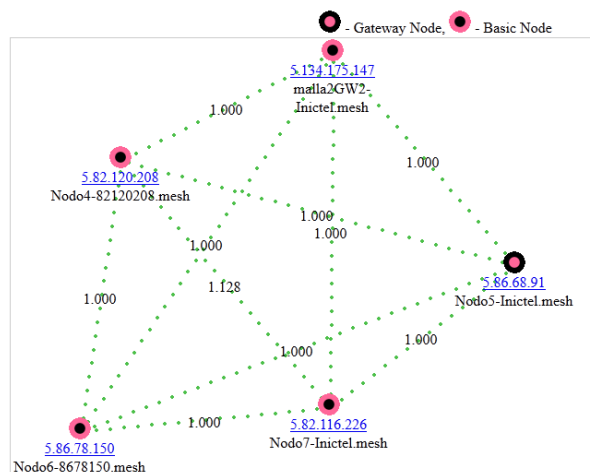 - Gateway Node, - Basic Node
5.134.175.147
malla2GW2-
Inictel.mesh
1.000
1.000
5.82.120.208
Nodo4-82120208.mesh
1.000
1.000
1.000
5.86.68.91
Nodo5-Inictel.mesh
1.128
1.000
1.000
1.000
1.000
5.82.116.226
Nodo7-Inictel.mesh
5.86.78.150
Nodo6-8678150.mesh